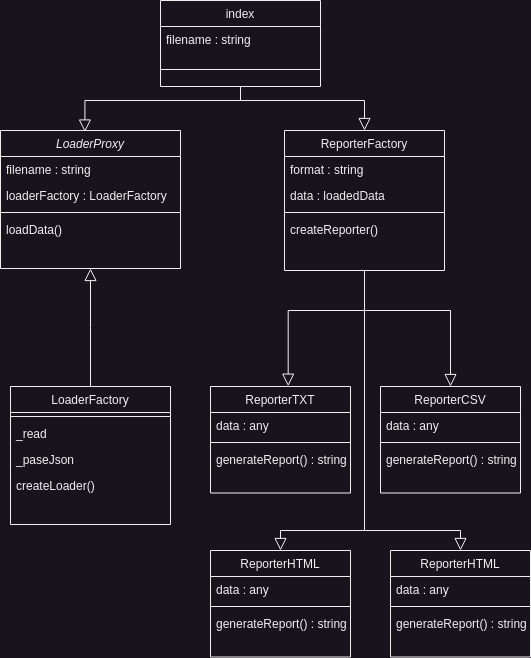 index
filename : string
LoaderProxy
filename : string
loaderFactory : LoaderFactory
loadData()
ReporterFactory
format : string
data : loadedData
createReporter()
LoaderFactory
_read
_paseJson
createLoader()
ReporterTXT
data : any
generateReport() : string
ReporterCSV
data : any
generateReport() : string
ReporterHTML
data : any
generateReport() : string
ReporterHTML
data : any
generateReport() : string